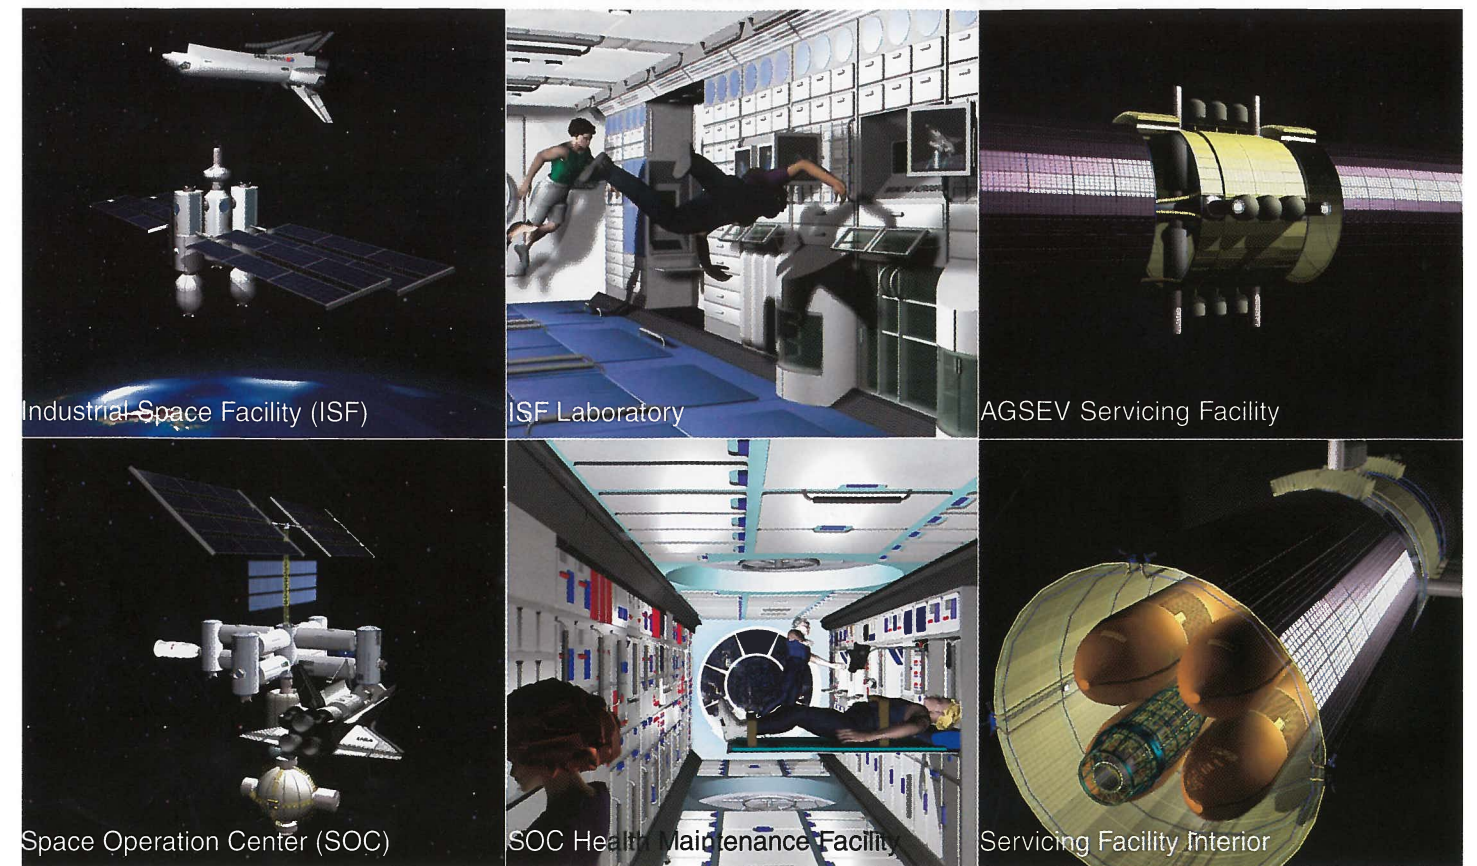 Industrial Space Facility (ISF)
ISF Laboratory
AGSEV Servicing Facility
Space Operation Center (SOC)
SOC Health Maintenance Facility
Servicing Facility Interior